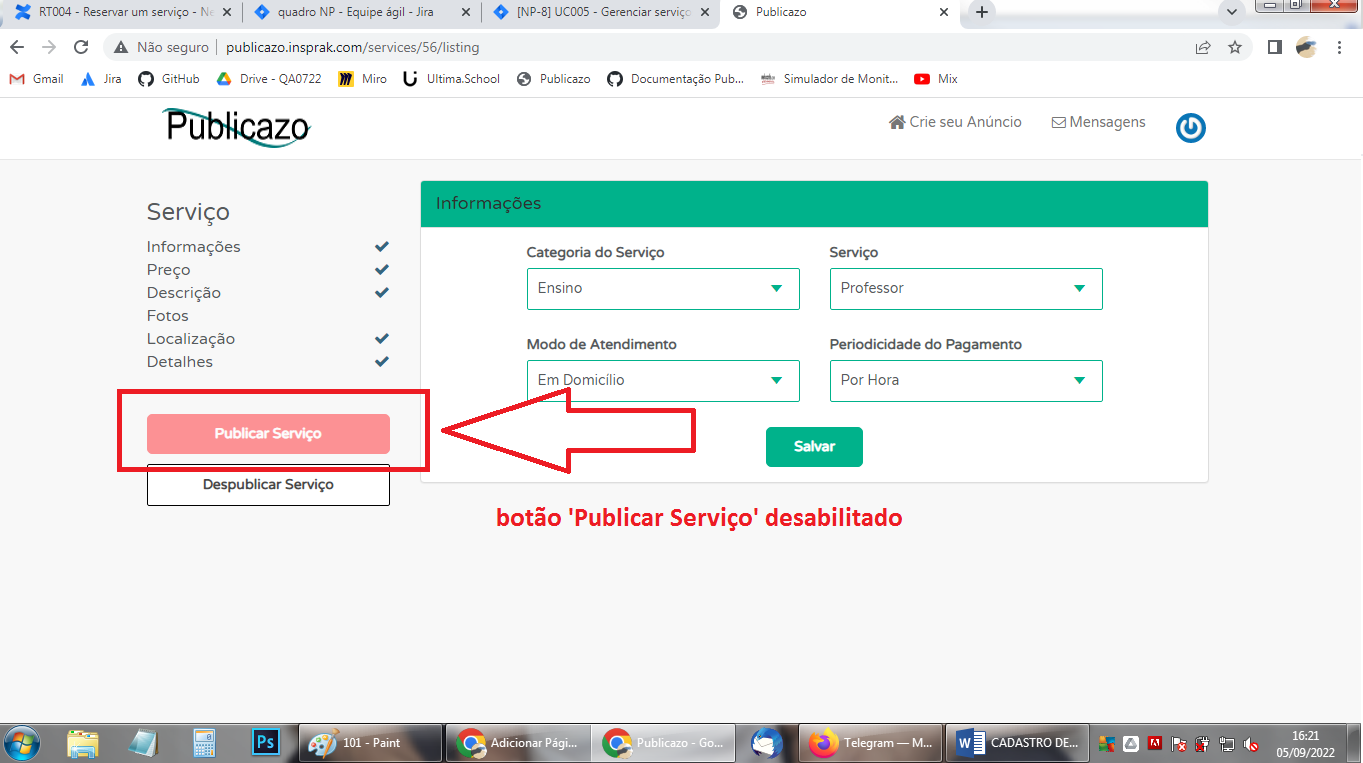 RT004 - Reservar um serviço - Ne
quadro NP - Equipe ágil - Jira
[NP-8] UC005 - Gerenciar serviço
Publicazo
Não seguro
publicazo.insprak.com/services/56/listing
Gmail
Jira
GitHub
Drive - QA0722
Miro
Ultima.School
Publicazo
Documentação Pub...
Simulador de Monit...
Mix
Publicazo
Crie seu Anúncio
Mensagens
Serviço
Informações
Preço
Descrição
Fotos
Localização
Detalhes
Publicar Serviço
Despublicar Serviço
Informações
Categoria do Serviço
Serviço
Ensino
Professor
Modo de Atendimento
Periodicidade do Pagamento
Em Domicílio
Por Hora
Salvar
botão 'Publicar Serviço' desabilitado
Ps
101 - Paint
Adicionar Pági...
Publicazo - Go...
Telegram — M...
CADASTRO DE...
16:21
05/09/2022